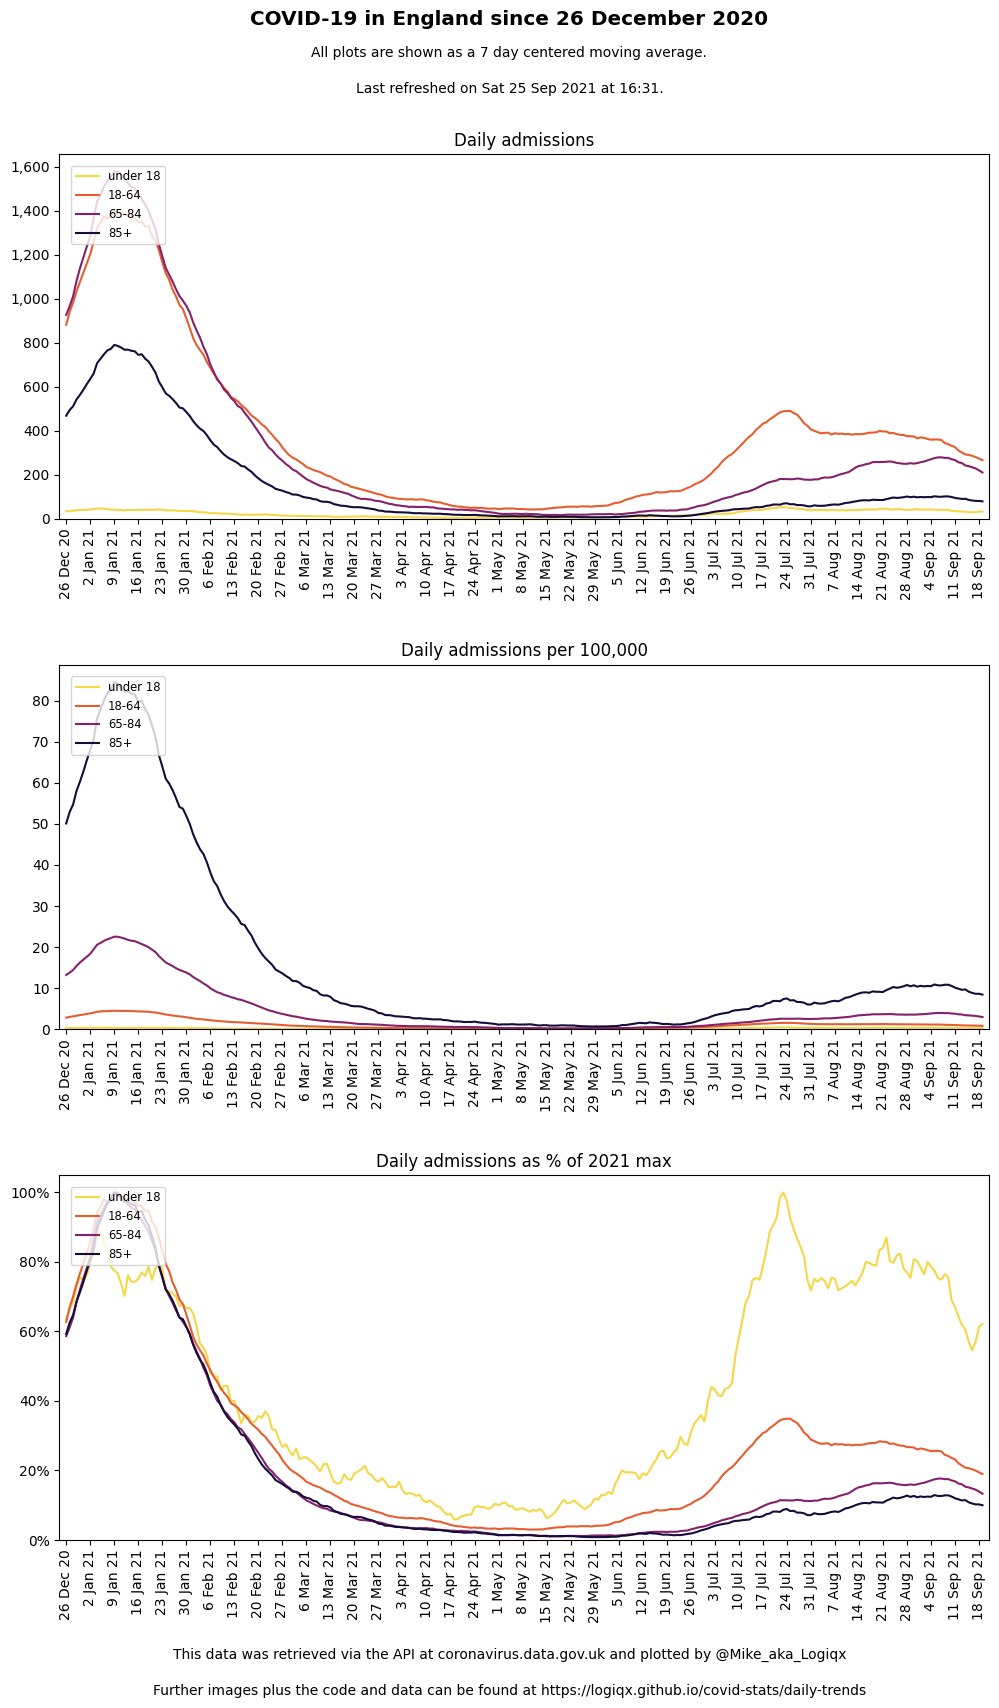 COVID-19 in England since 26 December 2020
All plots are shown as a 7 day centered moving average.
Last refreshed on Sat 25 Sep 2021 at 16:31.
Daily admissions
1,600
1,400
1,200
1,000
800
600
400
200
0
under 18
18-64
65-84
85+
26 Dec 20
2 Jan 21
9 Jan 21
16 Jan 21
23 Jan 21
30 Jan 21
6 Feb 21
13 Feb 21
20 Feb 21
27 Feb 21
6 Mar 21
13 Mar 21
20 Mar 21
27 Mar 21
3 Apr 21
10 Apr 21
17 Apr 21
24 Apr 21
1 May 21
8 May 21
15 May 21
22 May 21
29 May 21
5 Jun 21
12 Jun 21
19 Jun 21
26 Jun 21
3 Jul 21
10 Jul 21
17 Jul 21
24 Jul 21
31 Jul 21
7 Aug 21
14 Aug 21
21 Aug 21
28 Aug 21
4 Sep 21
11 Sep 21
18 Sep 21
Daily admissions per 100,000
80
70
60
50
40
30
20
10
0
under 18
18-64
65-84
85+
26 Dec 20
2 Jan 21
9 Jan 21
16 Jan 21
23 Jan 21
30 Jan 21
6 Feb 21
13 Feb 21
20 Feb 21
27 Feb 21
6 Mar 21
13 Mar 21
20 Mar 21
27 Mar 21
3 Apr 21
10 Apr 21
17 Apr 21
24 Apr 21
1 May 21
8 May 21
15 May 21
22 May 21
29 May 21
5 Jun 21
12 Jun 21
19 Jun 21
26 Jun 21
3 Jul 21
10 Jul 21
17 Jul 21
24 Jul 21
31 Jul 21
7 Aug 21
14 Aug 21
21 Aug 21
28 Aug 21
4 Sep 21
11 Sep 21
18 Sep 21
Daily admissions as % of 2021 max
100%
80%
60%
40%
20%
0%
under 18
18-64
65-84
85+
26 Dec 20
2 Jan 21
9 Jan 21
16 Jan 21
23 Jan 21
30 Jan 21
6 Feb 21
13 Feb 21
20 Feb 21
27 Feb 21
6 Mar 21
13 Mar 21
20 Mar 21
27 Mar 21
3 Apr 21
10 Apr 21
17 Apr 21
24 Apr 21
1 May 21
8 May 21
15 May 21
22 May 21
29 May 21
5 Jun 21
12 Jun 21
19 Jun 21
26 Jun 21
3 Jul 21
10 Jul 21
17 Jul 21
24 Jul 21
31 Jul 21
7 Aug 21
14 Aug 21
21 Aug 21
28 Aug 21
4 Sep 21
11 Sep 21
18 Sep 21
This data was retrieved via the API at coronavirus.data.gov.uk and plotted by @Mike_aka_Logiqx
Further images plus the code and data can be found at https://logiqx.github.io/covid-stats/daily-trends